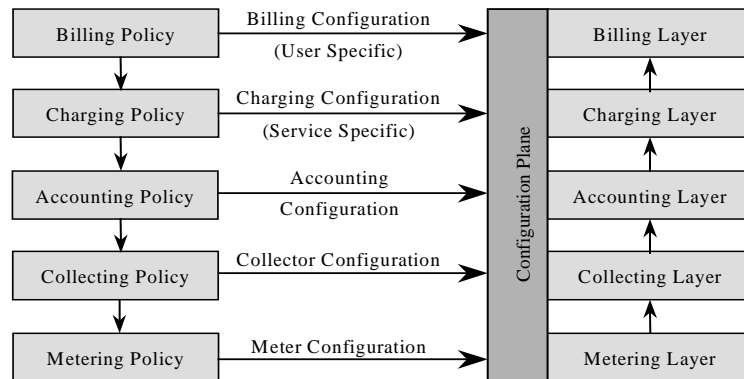 Billing Policy
Billing Configuration
(User Specific)
Billing Layer
Charging Policy
Charging Configuration
(Service Specific)
Charging Layer
Accounting Policy
Accounting
Configuration
Accounting Layer
Collecting Policy
Collector Configuration
Collecting Layer
Metering Policy
Meter Configuration
Metering Layer
Configuration Plane